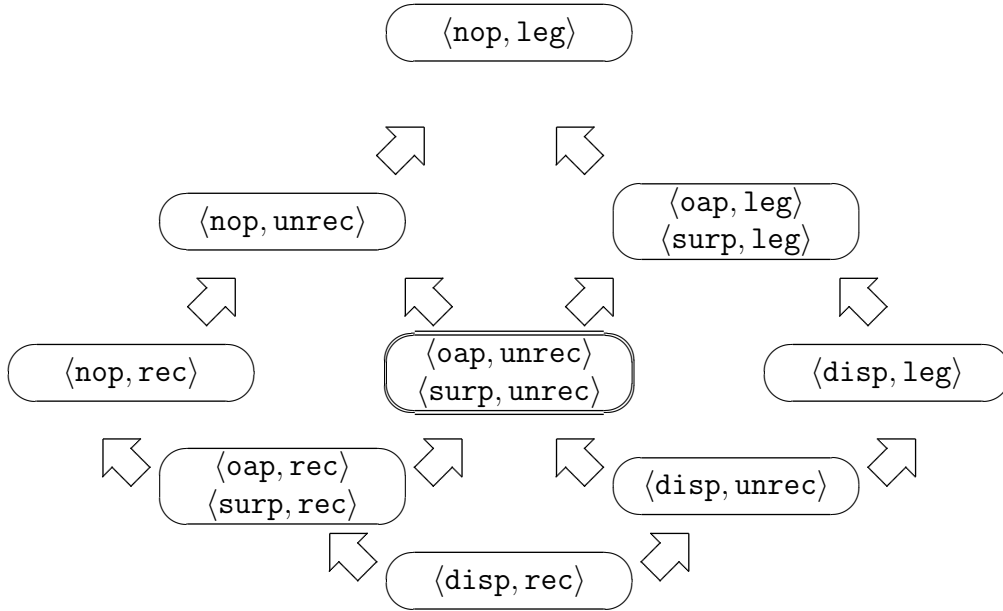 ⟨nop, leg⟩
⟨nop, unrec⟩
⟨oap, leg⟩
⟨surp, leg⟩
⟨nop, rec⟩
⟨oap, unrec⟩
⟨surp, unrec⟩
⟨disp, leg⟩
⟨oap, rec⟩
⟨surp, rec⟩
⟨disp, unrec⟩
⟨disp, rec⟩